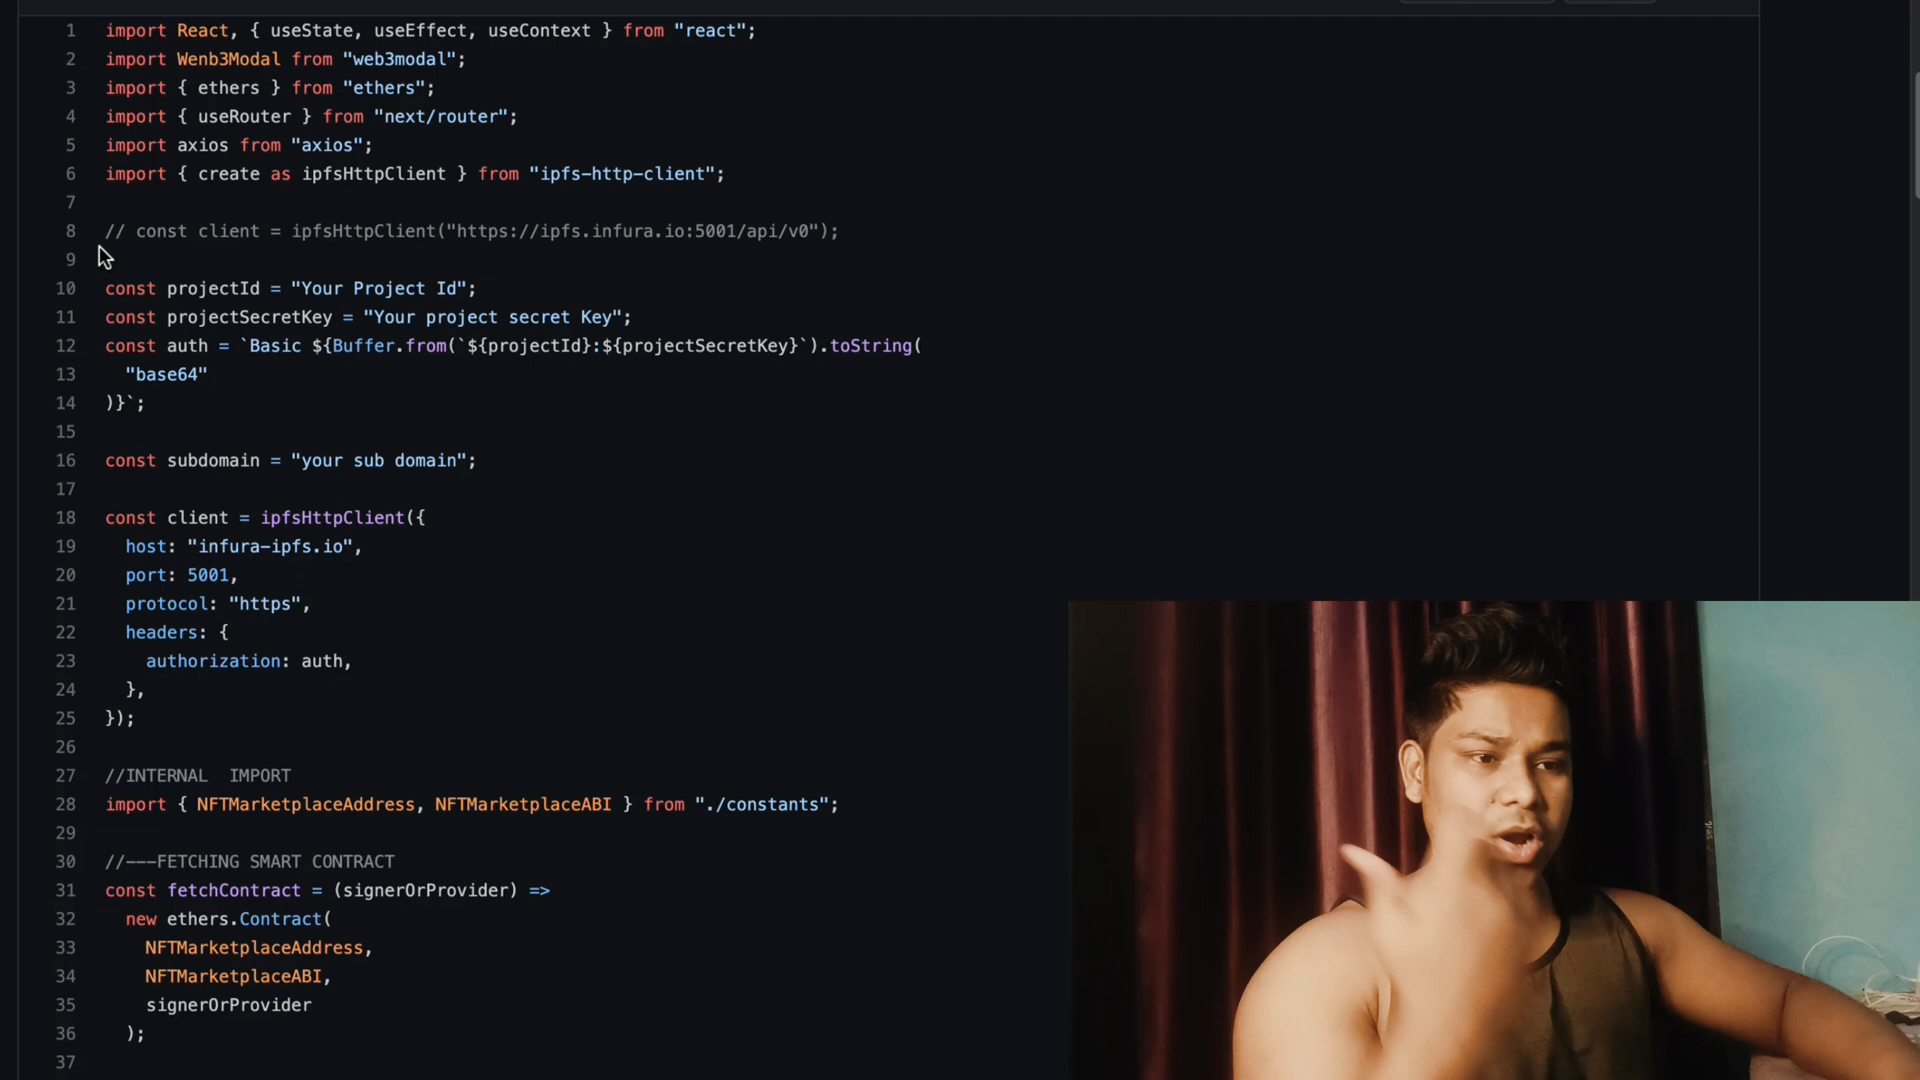 1 import React, { useState, useEffect, useContext } from "react";
2 import Wenb3Modal from "web3modal";
3 import { ethers } from "ethers";
4 import { useRouter } from "next/router";
5 import axios from "axios";
6 import { create as ipfsHttpClient } from "ipfs-http-client";
7
8 // const client = ipfsHttpClient("https://ipfs.infura.io:5001/api/v0");
9
10 const projectId = "Your Project Id";
11 const projectSecretKey = "Your project secret Key";
12 const auth = `Basic ${Buffer.from(`${projectId}:${projectSecretKey}`).toString(
13 "base64"
14 )}`;
15
16 const subdomain = "your sub domain";
17
18 const client = ipfsHttpClient({
19 host: "infura-ipfs.io",
20 port: 5001,
21 protocol: "https",
22 headers: {
23 authorization: auth,
24 },
25 });
26
27 //INTERNAL  IMPORT
28 import { NFTMarketplaceAddress, NFTMarketplaceABI } from "./constants";
29
30 //---FETCHING SMART CONTRACT
31 const fetchContract = (signerOrProvider) =>
32 new ethers.Contract(
33 NFTMarketplaceAddress,
34 NFTMarketplaceABI,
35 signerOrProvider
36 );
37